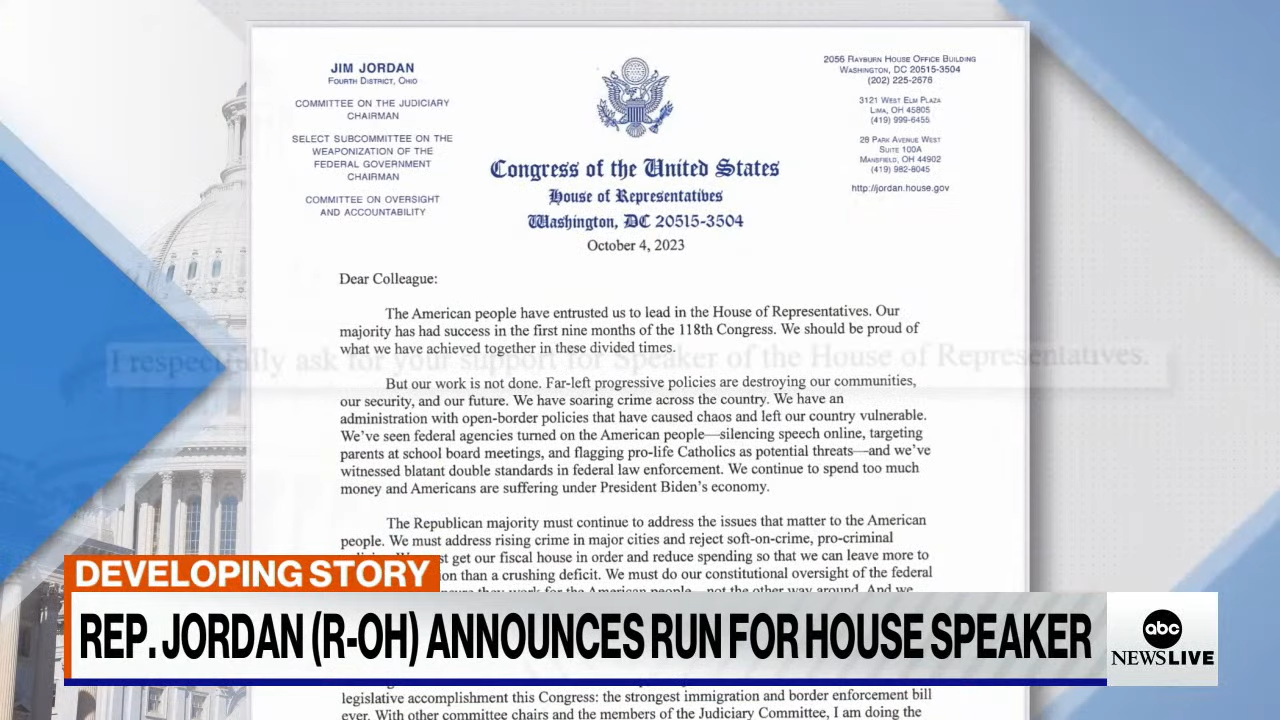 JIM JORDAN
FOURTH DISTRICT, OHIO
COMMITTEE ON THE JUDICIARY
CHAIRMAN
SELECT SUBCOMMITTEE ON THE
WEAPONIZATION OF THE
FEDERAL GOVERNMENT
CHAIRMAN
COMMITTEE ON OVERSIGHT
AND ACCOUNTABILITY
2056 RAYBURN HOUSE OFFICE BUILDING
WASHINGTON, DC 20515-3504
(202) 225-2676
3121 WEST ELM PLAZA
LIMA, OH 45805
(419) 999-6455
28 PARK AVENUE WEST
SUITE 100A
MANSFIELD, OH 44902
(419) 982-8045
http://jordan.house.gov
Congress of the United States
House of Representatives
Washington, DC 20515-3504
October 4, 2023
Dear Colleague:
The American people have entrusted us to lead in the House of Representatives. Our
majority has had success in the first nine months of the 118th Congress. We should be proud of
what we have achieved together in these divided times.
I respectfully ask for your support for Speaker of the House of Representatives.
But our work is not done. Far-left progressive policies are destroying our communities,
our security, and our future. We have soaring crime across the country. We have an
administration with open-border policies that have caused chaos and left our country vulnerable.
We've seen federal agencies turned on the American people—silencing speech online, targeting
parents at school board meetings, and flagging pro-life Catholics as potential threats—and we've
witnessed blatant double standards in federal law enforcement. We continue to spend too much
money and Americans are suffering under President Biden's economy.
The Republican majority must continue to address the issues that matter to the American
people. We must address rising crime in major cities and reject soft-on-crime, pro-criminal
get our fiscal house in order and reduce spending so that we can leave more to
than a crushing deficit. We must do our constitutional oversight of the federal
they work for the American people—not the other way around. And we
DEVELOPING STORY
REP. JORDAN (R-OH) ANNOUNCES RUN FOR HOUSE SPEAKER
abc
NEWS LIVE
legislative accomplishment this Congress: the strongest immigration and border enforcement bill
ever. With other committee chairs and the members of the Judiciary Committee, I am doing the